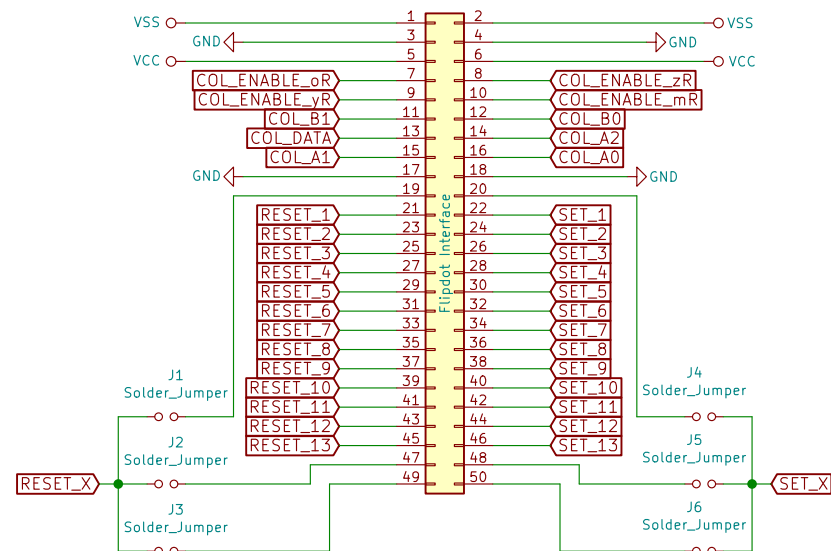 VSS 1 2 VSS
GND 3 4 GND
VCC 5 6 VCC
COL_ENABLE_oR 7 8 COL_ENABLE_zR
COL_ENABLE_yR 9 10 COL_ENABLE_mR
COL_B1 11 12 COL_B0
COL_DATA 13 14 COL_A2
COL_A1 15 16 COL_A0
GND 17 18 GND
19 20
RESET_1 21 22 SET_1
RESET_2 23 24 SET_2
RESET_3 25 26 SET_3
RESET_4 27 28 SET_4
RESET_5 29 30 SET_5
RESET_6 31 32 SET_6
RESET_7 33 34 SET_7
RESET_8 35 36 SET_8
RESET_9 37 38 SET_9
RESET_10 39 40 SET_10
RESET_11 41 42 SET_11
RESET_12 43 44 SET_12
RESET_13 45 46 SET_13
47 48
49 50
Flipdot Interface
J1
Solder_Jumper
J2
Solder_Jumper
RESET_X
J3
Solder_Jumper
J4
Solder_Jumper
J5
Solder_Jumper
SET_X
J6
Solder_Jumper